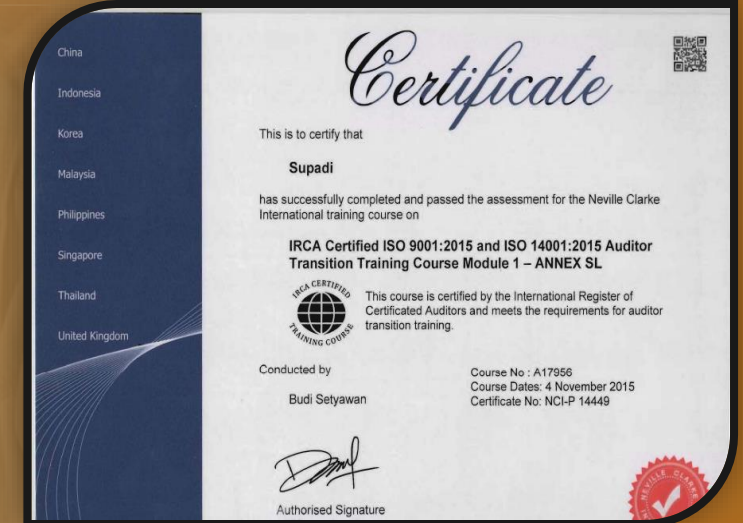 China
Indonesia
Korea
Malaysia
Philippines
Singapore
Thailand
United Kingdom
Certificate
This is to certify that
Supadi
has successfully completed and passed the assessment for the Neville Clarke
International training course on
IRCA Certified ISO 9001:2015 and ISO 14001:2015 Auditor
Transition Training Course Module 1 – ANNEX SL
IRCA CERTIFIED
TRAINING COURSE
This course is certified by the International Register of
Certificated Auditors and meets the requirements for auditor
transition training.
Conducted by
Budi Setyawan
Course No : A17956
Course Dates: 4 November 2015
Certificate No: NCI-P 14449
Authorised Signature
NEVILLE CLARKE